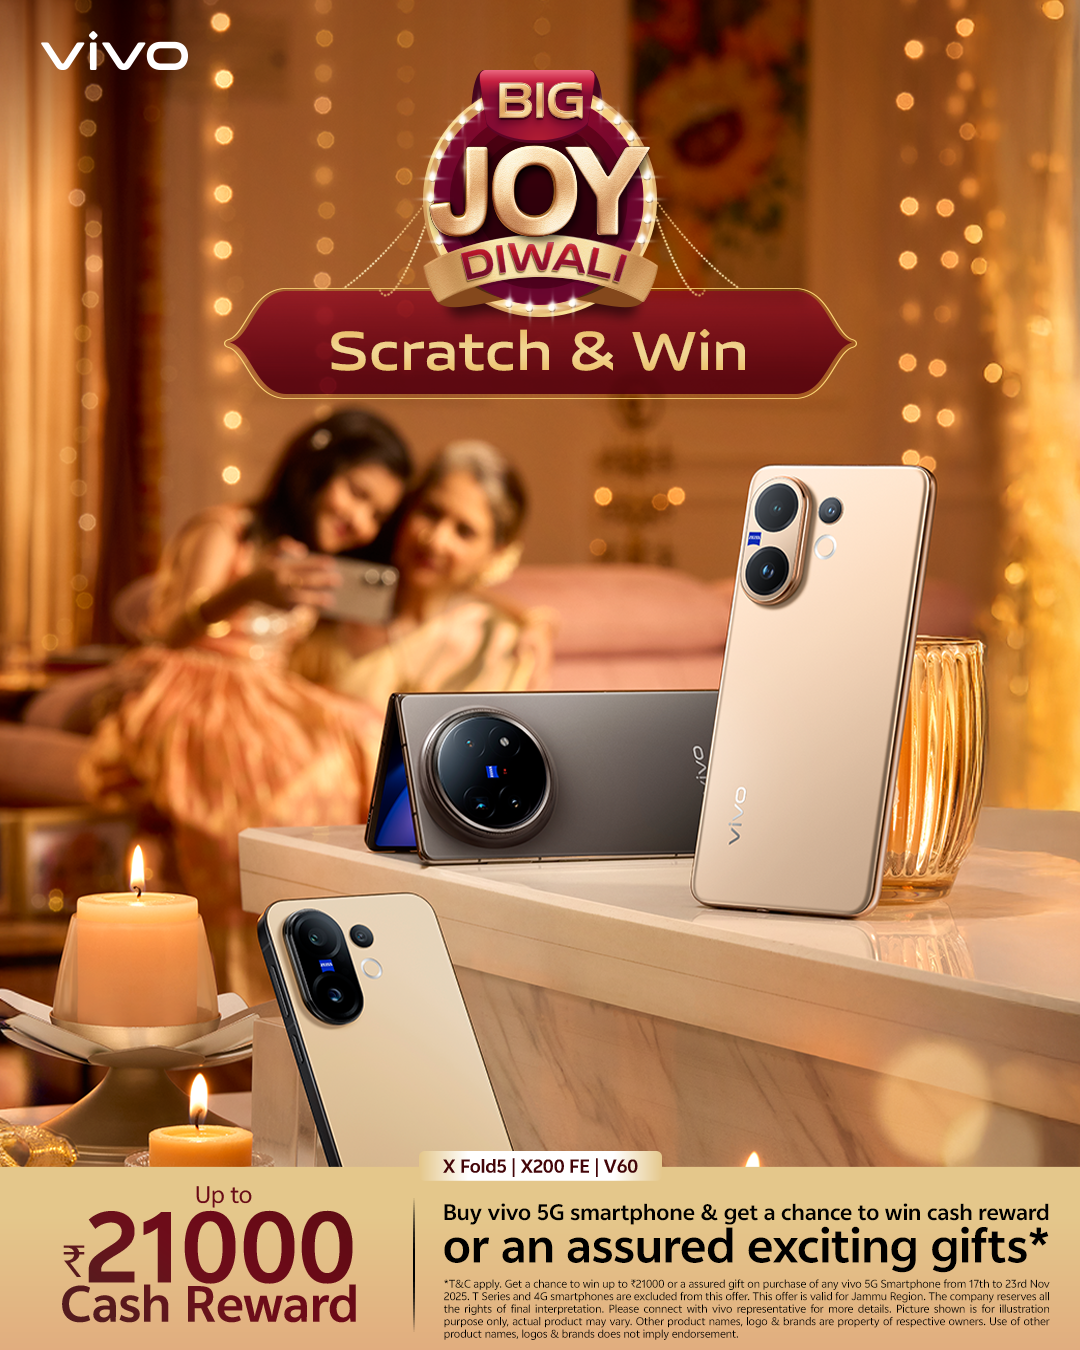 vivo
BIG
JOY
DIWALI
Scratch & Win
vivo
vivo
X Fold5 | X200 FE | V60
Up to
₹21000
Cash Reward
Buy vivo 5G smartphone & get a chance to win cash reward
or an assured exciting gifts*
*T&C apply. Get a chance to win up to ₹21000 or a assured gift on purchase of any vivo 5G Smartphone from 17th to 23rd Nov
2025. T Series and 4G smartphones are excluded from this offer. This offer is valid for Jammu Region. The company reserves all
the rights of final interpretation. Please connect with vivo representative for more details. Picture shown is for illustration
purpose only, actual product may vary. Other product names, logo & brands are property of respective owners. Use of other
product names, logos & brands does not imply endorsement.